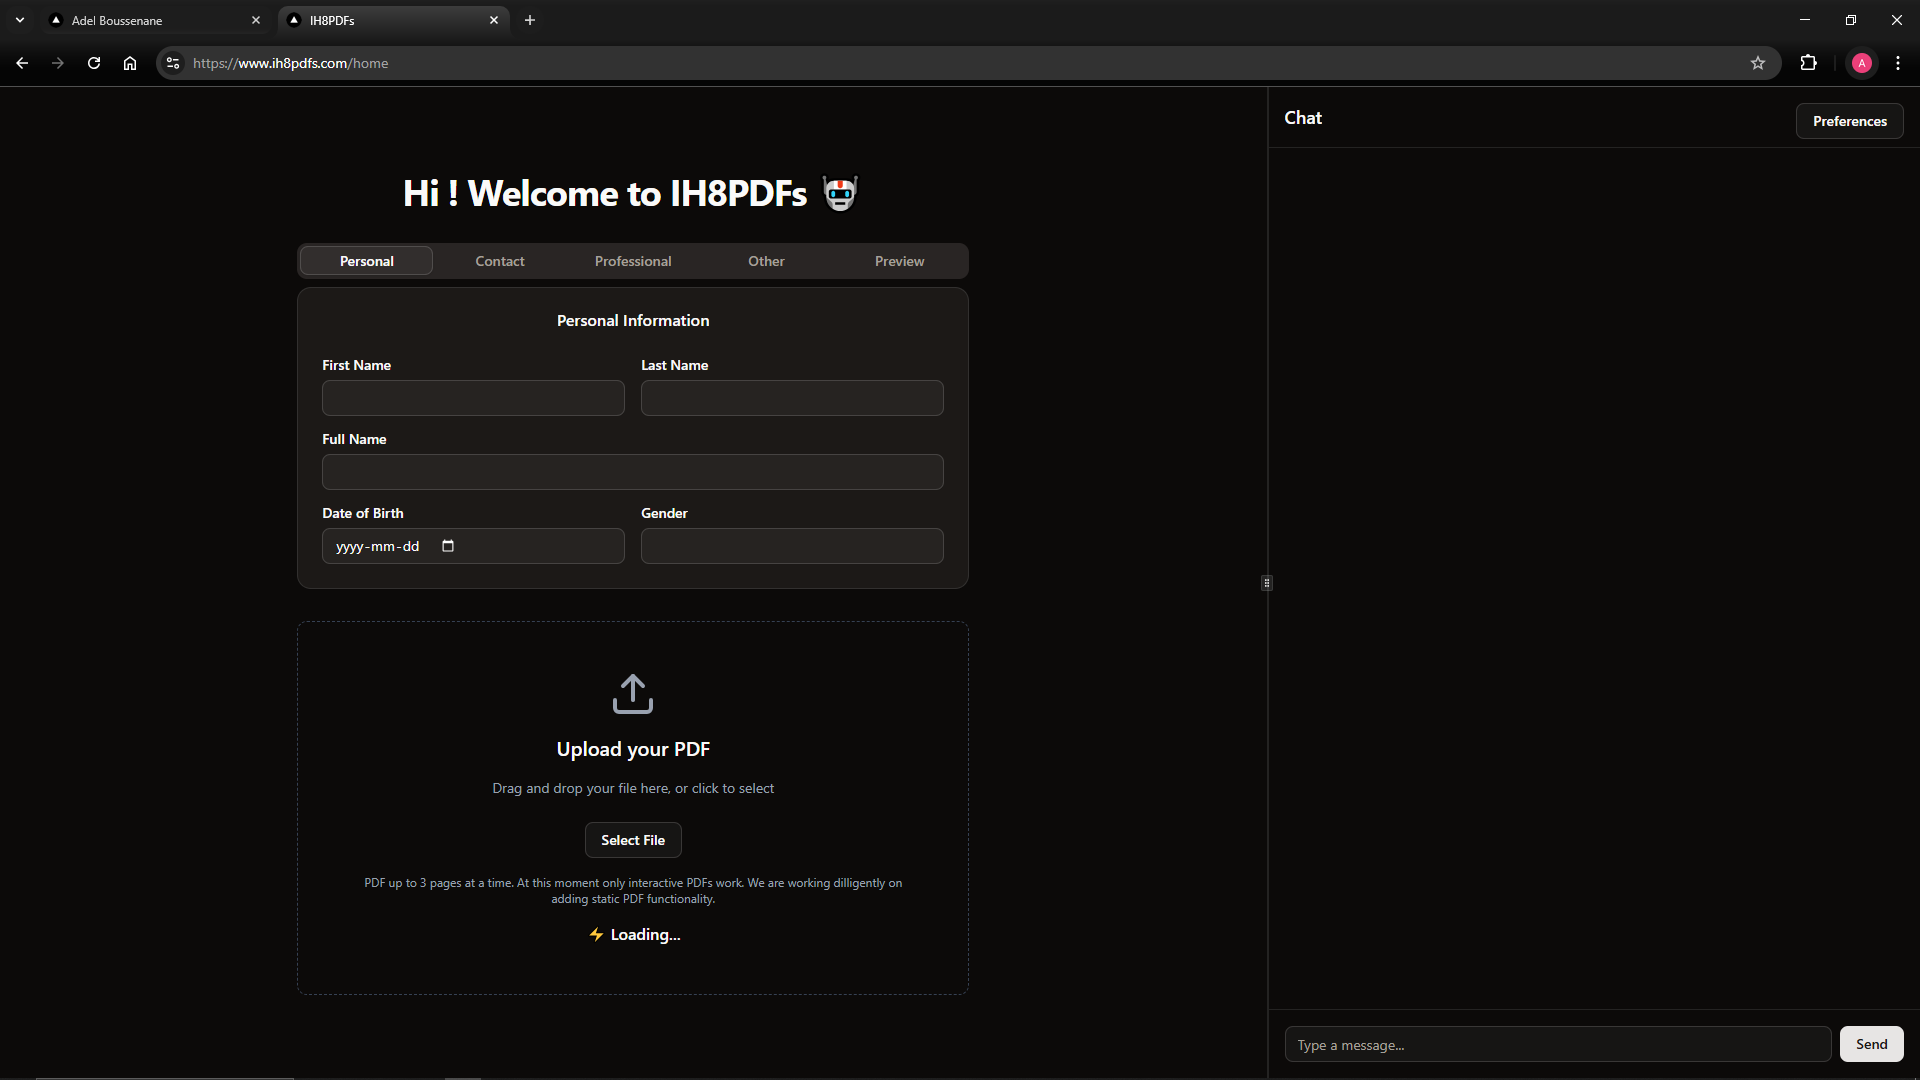 Adel Boussenane
IH8PDFs
https://www.ih8pdfs.com/home
A
Hi ! Welcome to IH8PDFs
Personal
Contact
Professional
Other
Preview
Personal Information
First Name
Last Name
Full Name
Date of Birth
Gender
yyyy-mm-dd
Upload your PDF
Drag and drop your file here, or click to select
Select File
PDF up to 3 pages at a time. At this moment only interactive PDFs work. We are working dilligently on
adding static PDF functionality.
⚡ Loading...
Chat
Preferences
Type a message...
Send